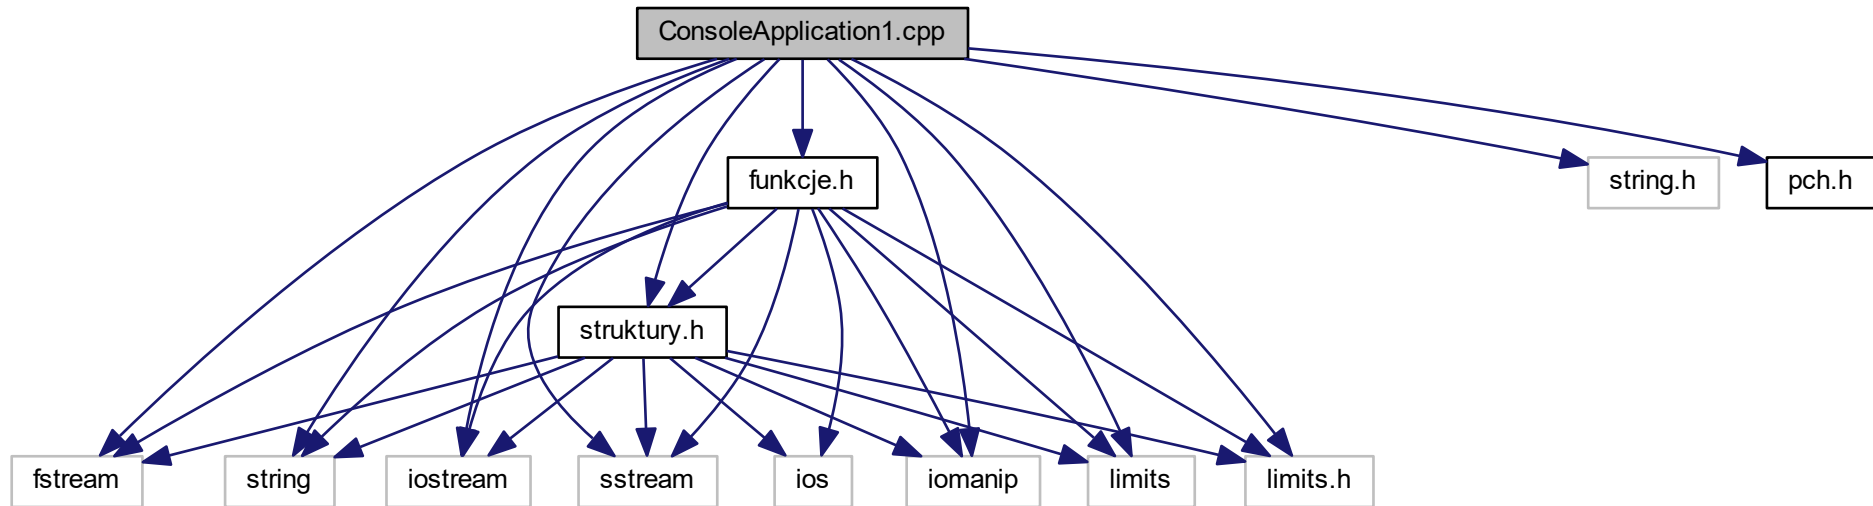 ConsoleApplication1.cpp
funkcje.h
string.h
pch.h
struktury.h
fstream
string
iostream
sstream
ios
iomanip
limits
limits.h